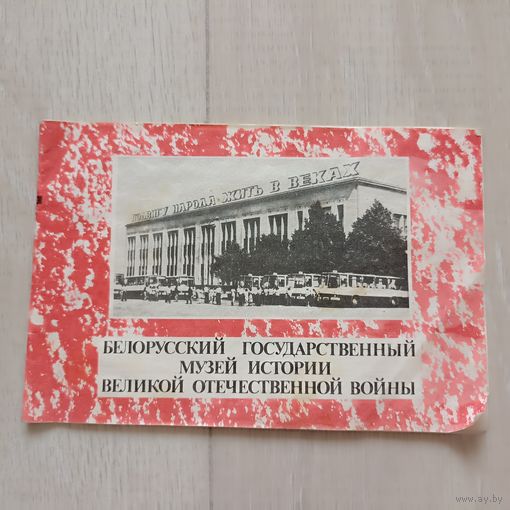 ПОДВИГУ НАРОДА ЖИТЬ В ВЕКАХ
БЕЛОРУССКИЙ ГОСУДАРСТВЕННЫЙ
МУЗЕЙ ИСТОРИИ
ВЕЛИКОЙ ОТЕЧЕСТВЕННОЙ ВОЙНЫ
www.ay.by